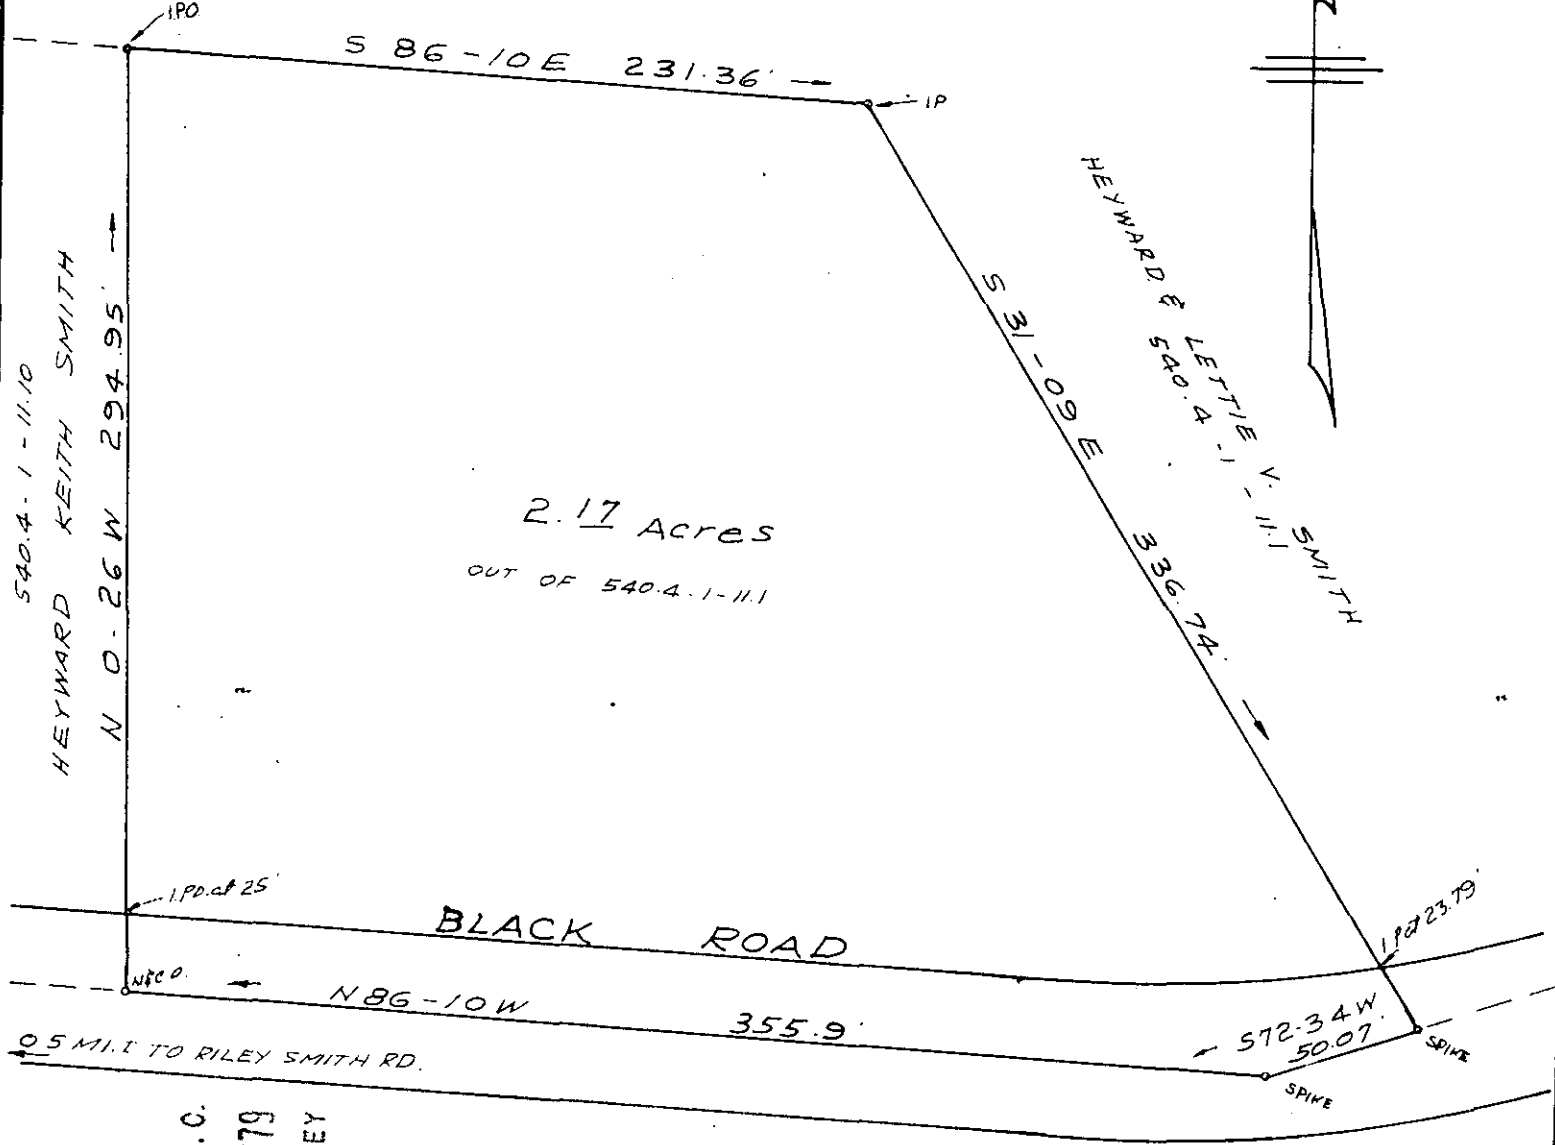 I.P.O.
S 86-10 E 231.36'
I.P.
HEYWARD & LETTIE V. SMITH
540.4-1-11.1
540.4-1-11.10
HEYWARD KEITH SMITH
N 0-26 W 294.95'
S 31-09 E 336.74'
2.17 Acres
OUT OF 540.4.1-11.1
I.P.O. at 25'
BLACK ROAD
I.P. at 23.79'
N&C O.
N 86-10 W 355.9'
S 72-34 W.
50.07
SPIKE
SPIKE
0.5 MI.± TO RILEY SMITH RD.
.C.
79
EY